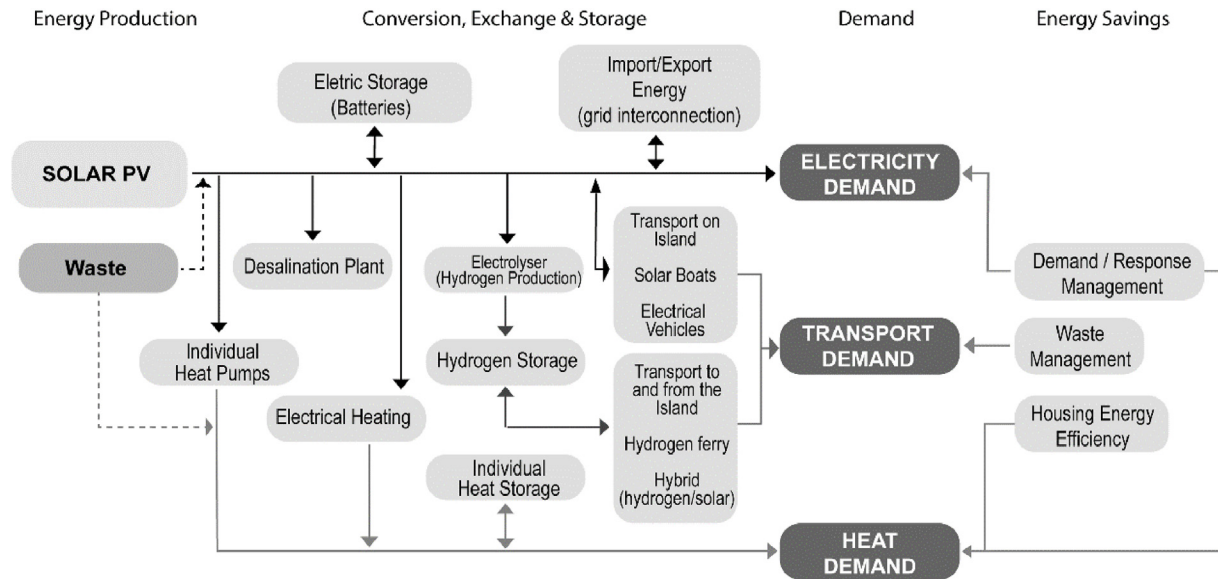 Energy Production
Conversion, Exchange & Storage
Demand
Energy Savings
Eletric Storage
(Batteries)
Import/Export
Energy
(grid interconnection)
SOLAR PV
ELECTRICITY
DEMAND
Waste
Desalination Plant
Electrolyser
(Hydrogen Production)
Transport on
Island
Solar Boats
Electrical
Vehicles
Demand / Response
Management
Individual
Heat Pumps
Hydrogen Storage
TRANSPORT
DEMAND
Waste
Management
Electrical Heating
Transport to
and from the
Island
Hydrogen ferry
Hybrid
(hydrogen/solar)
Housing Energy
Efficiency
Individual
Heat Storage
HEAT
DEMAND